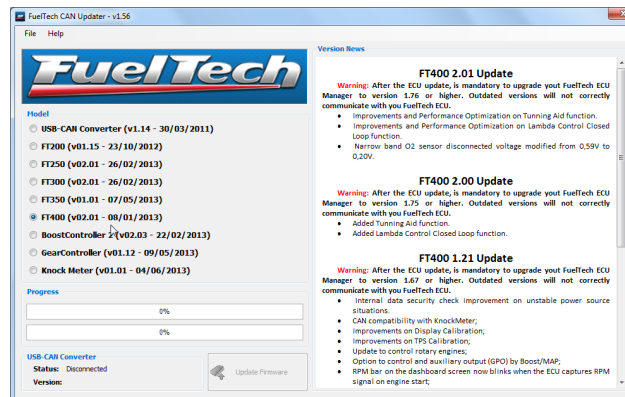 FuelTech CAN Updater - v1.56
File Help
FuelTech
Model
USB-CAN Converter (v1.14 - 30/03/2011)
FT200 (v01.15 - 23/10/2012)
FT250 (v02.01 - 26/02/2013)
FT300 (v02.01 - 26/02/2013)
FT350 (v01.01 - 07/05/2013)
FT400 (v02.01 - 08/01/2013)
BoostController 2 (v02.03 - 22/02/2013)
GearController (v01.12 - 09/05/2013)
Knock Meter (v01.01 - 04/06/2013)
Progress
0%
0%
USB-CAN Converter
Status: Disconnected
Version:
Update Firmware
Version News
FT400 2.01 Update
Warning: After the ECU update, is mandatory to upgrade yout FuelTech ECU
Manager to version 1.76 or higher. Outdated versions will not correctly
communicate with you FuelTech ECU.
• Improvements and Performance Optimization on Tunning Aid function.
• Improvements and Performance Optimization on Lambda Control Closed
Loop function.
• Narrow band O2 sensor disconnected voltage modified from 0,59V to
0,20V.
FT400 2.00 Update
Warning: After the ECU update, is mandatory to upgrade yout FuelTech ECU
Manager to version 1.75 or higher. Outdated versions will not correctly
communicate with you FuelTech ECU.
• Added Tunning Aid function.
• Added Lambda Control Closed Loop function.
FT400 1.21 Update
Warning: After the ECU update, is mandatory to upgrade yout FuelTech ECU
Manager to version 1.67 or higher. Outdated versions will not correctly
communicate with you FuelTech ECU.
• Internal data security check improvement on unstable power source
situations.
• CAN compatibility with KnockMeter;
• Improvements on Display Calibration;
• Improvements on TPS Calibration;
• Update to control rotary engines;
• Option to control and auxiliary output (GPO) by Boost/MAP;
• RPM bar on the dashboard screen now blinks when the ECU captures RPM
signal on engine start;